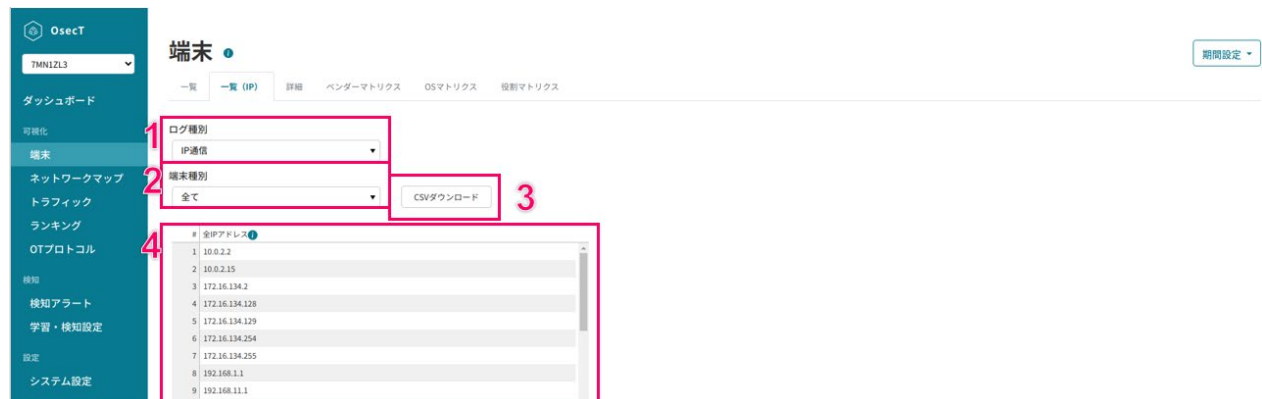 OsecT
7MN1ZL3
ダッシュボード
可視化
端末
ネットワークマップ
トラフィック
ランキング
OTプロトコル
検知
検知アラート
学習・検知設定
設定
システム設定
端末
期間設定
一覧
一覧（IP）
詳細
ベンダーマトリクス
OSマトリクス
役割マトリクス
1
ログ種別
IP通信
2
端末種別
全て
CSVダウンロード
3
4
# 全IPアドレス
1 10.0.2.2
2 10.0.2.15
3 172.16.134.2
4 172.16.134.128
5 172.16.134.129
6 172.16.134.254
7 172.16.134.255
8 192.168.1.1
9 192.168.11.1